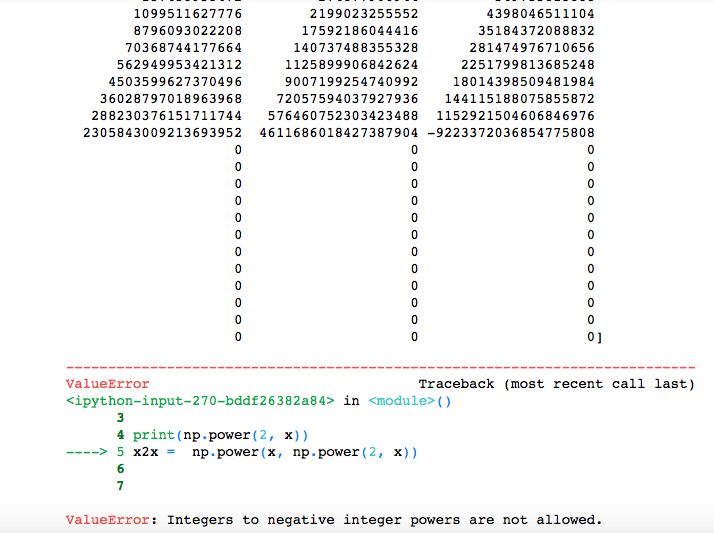 1099511627776 2199023255552 4398046511104
8796093022208 17592186044416 35184372088832
70368744177664 140737488355328 281474976710656
562949953421312 1125899906842624 2251799813685248
4503599627370496 9007199254740992 18014398509481984
36028797018963968 72057594037927936 144115188075855872
288230376151711744 576460752303423488 1152921504606846976
2305843009213693952 4611686018427387904 -9223372036854775808
0 0 0
0 0 0
0 0 0
0 0 0
0 0 0
0 0 0
0 0 0
0 0 0
0 0 0
0 0 0
0 0 0
0 0 0]
---------------------------------------------------------------------------
ValueError Traceback (most recent call last)
<ipython-input-270-bddf26382a84> in <module>()
3
4 print(np.power(2, x))
----> 5 x2x =  np.power(x, np.power(2, x))
6
7
ValueError: Integers to negative integer powers are not allowed.